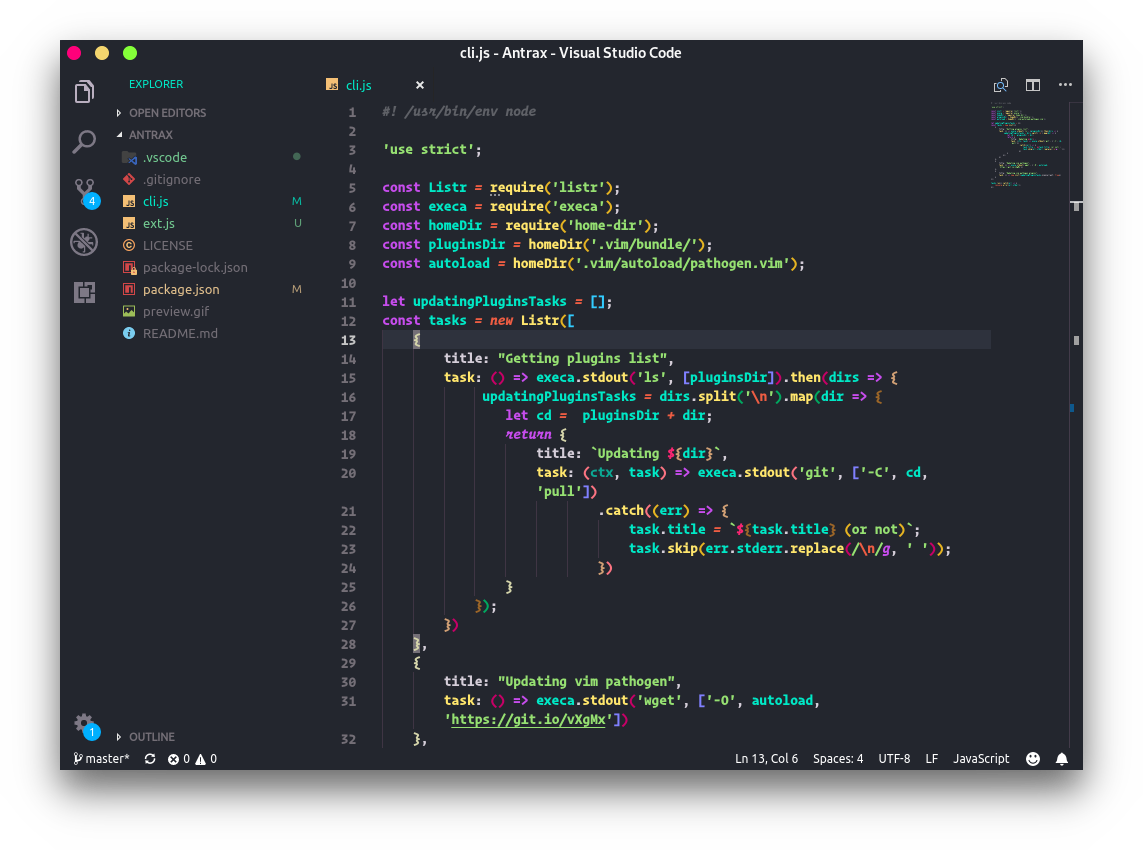 cli.js - Antrax - Visual Studio Code
EXPLORER
OPEN EDITORS
ANTRAX
.vscode
.gitignore
cli.js M
ext.js U
LICENSE
package-lock.json
package.json M
preview.gif
README.md
OUTLINE
4
1
JS cli.js ×
1 #! /usr/bin/env node
2
3 'use strict';
4
5 const Listr = require('listr');
6 const execa = require('execa');
7 const homeDir = require('home-dir');
8 const pluginsDir = homeDir('.vim/bundle/');
9 const autoload = homeDir('.vim/autoload/pathogen.vim');
10
11 let updatingPluginsTasks = [];
12 const tasks = new Listr([
13 {
14 title: "Getting plugins list",
15 task: () => execa.stdout('ls', [pluginsDir]).then(dirs => {
16 updatingPluginsTasks = dirs.split('\n').map(dir => {
17 let cd =  pluginsDir + dir;
18 return {
19 title: `Updating ${dir}`,
20 task: (ctx, task) => execa.stdout('git', ['-C', cd,
'pull'])
21 .catch((err) => {
22 task.title = `${task.title} (or not)`;
23 task.skip(err.stderr.replace(/\n/g, ' '));
24 })
25 }
26 });
27 })
28 },
29 {
30 title: "Updating vim pathogen",
31 task: () => execa.stdout('wget', ['-O', autoload,
'https://git.io/vXgMx'])
32 },
master* 0 0 Ln 13, Col 6 Spaces: 4 UTF-8 LF JavaScript